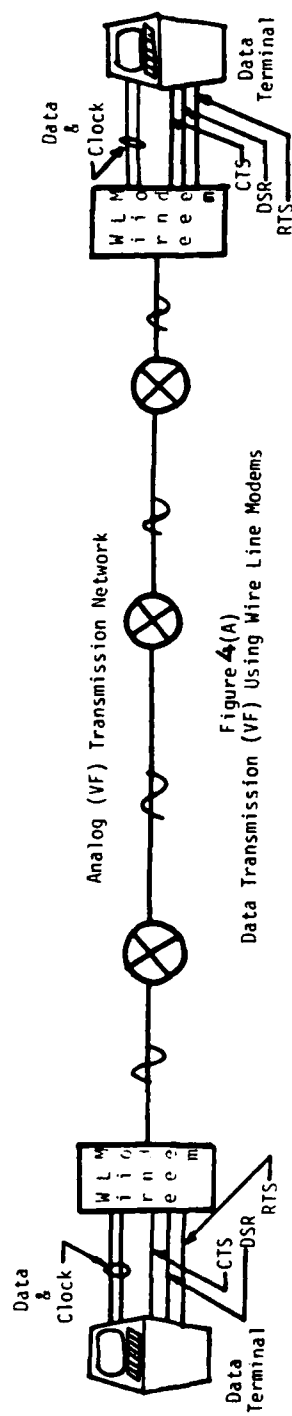 Data
&
Clock
W L M
i i o
r n d
e e e
m
CTS
DSR
RTS
Data
Terminal
Analog (VF) Transmission Network
Data
&
Clock
W L M
i i o
r n d
e e e
m
CTS
DSR
RTS
Data
Terminal
Figure 4(A)
Data Transmission (VF) Using Wire Line Modems